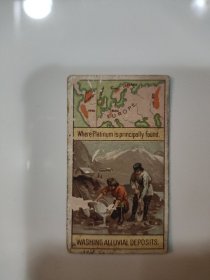 EUROPE
Where Platinum is principally found.
WASHING ALLUVIAL DEPOSITS.